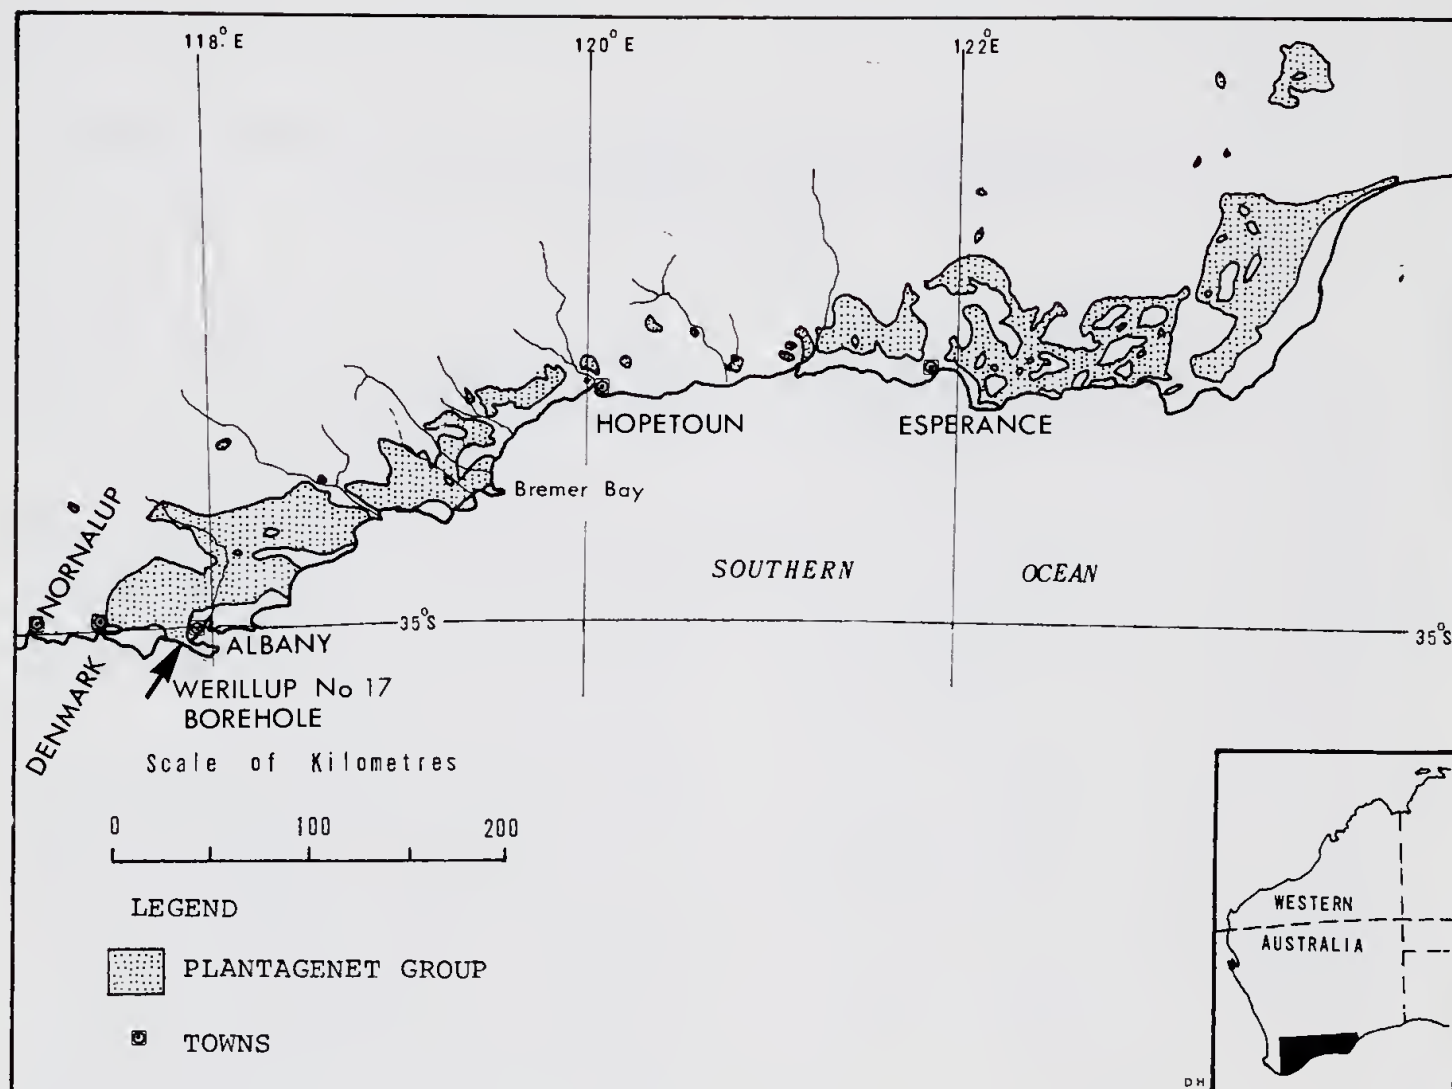 118° E
120° E
122°E
HOPETOUN
ESPERANCE
Bremer Bay
NORNALUP
SOUTHERN OCEAN
35°S
35°S
ALBANY
DENMARK
WERILLUP No 17
BOREHOLE
Scale of Kilometres
0 100 200
LEGEND
PLANTAGENET GROUP
TOWNS
WESTERN
AUSTRALIA
DH